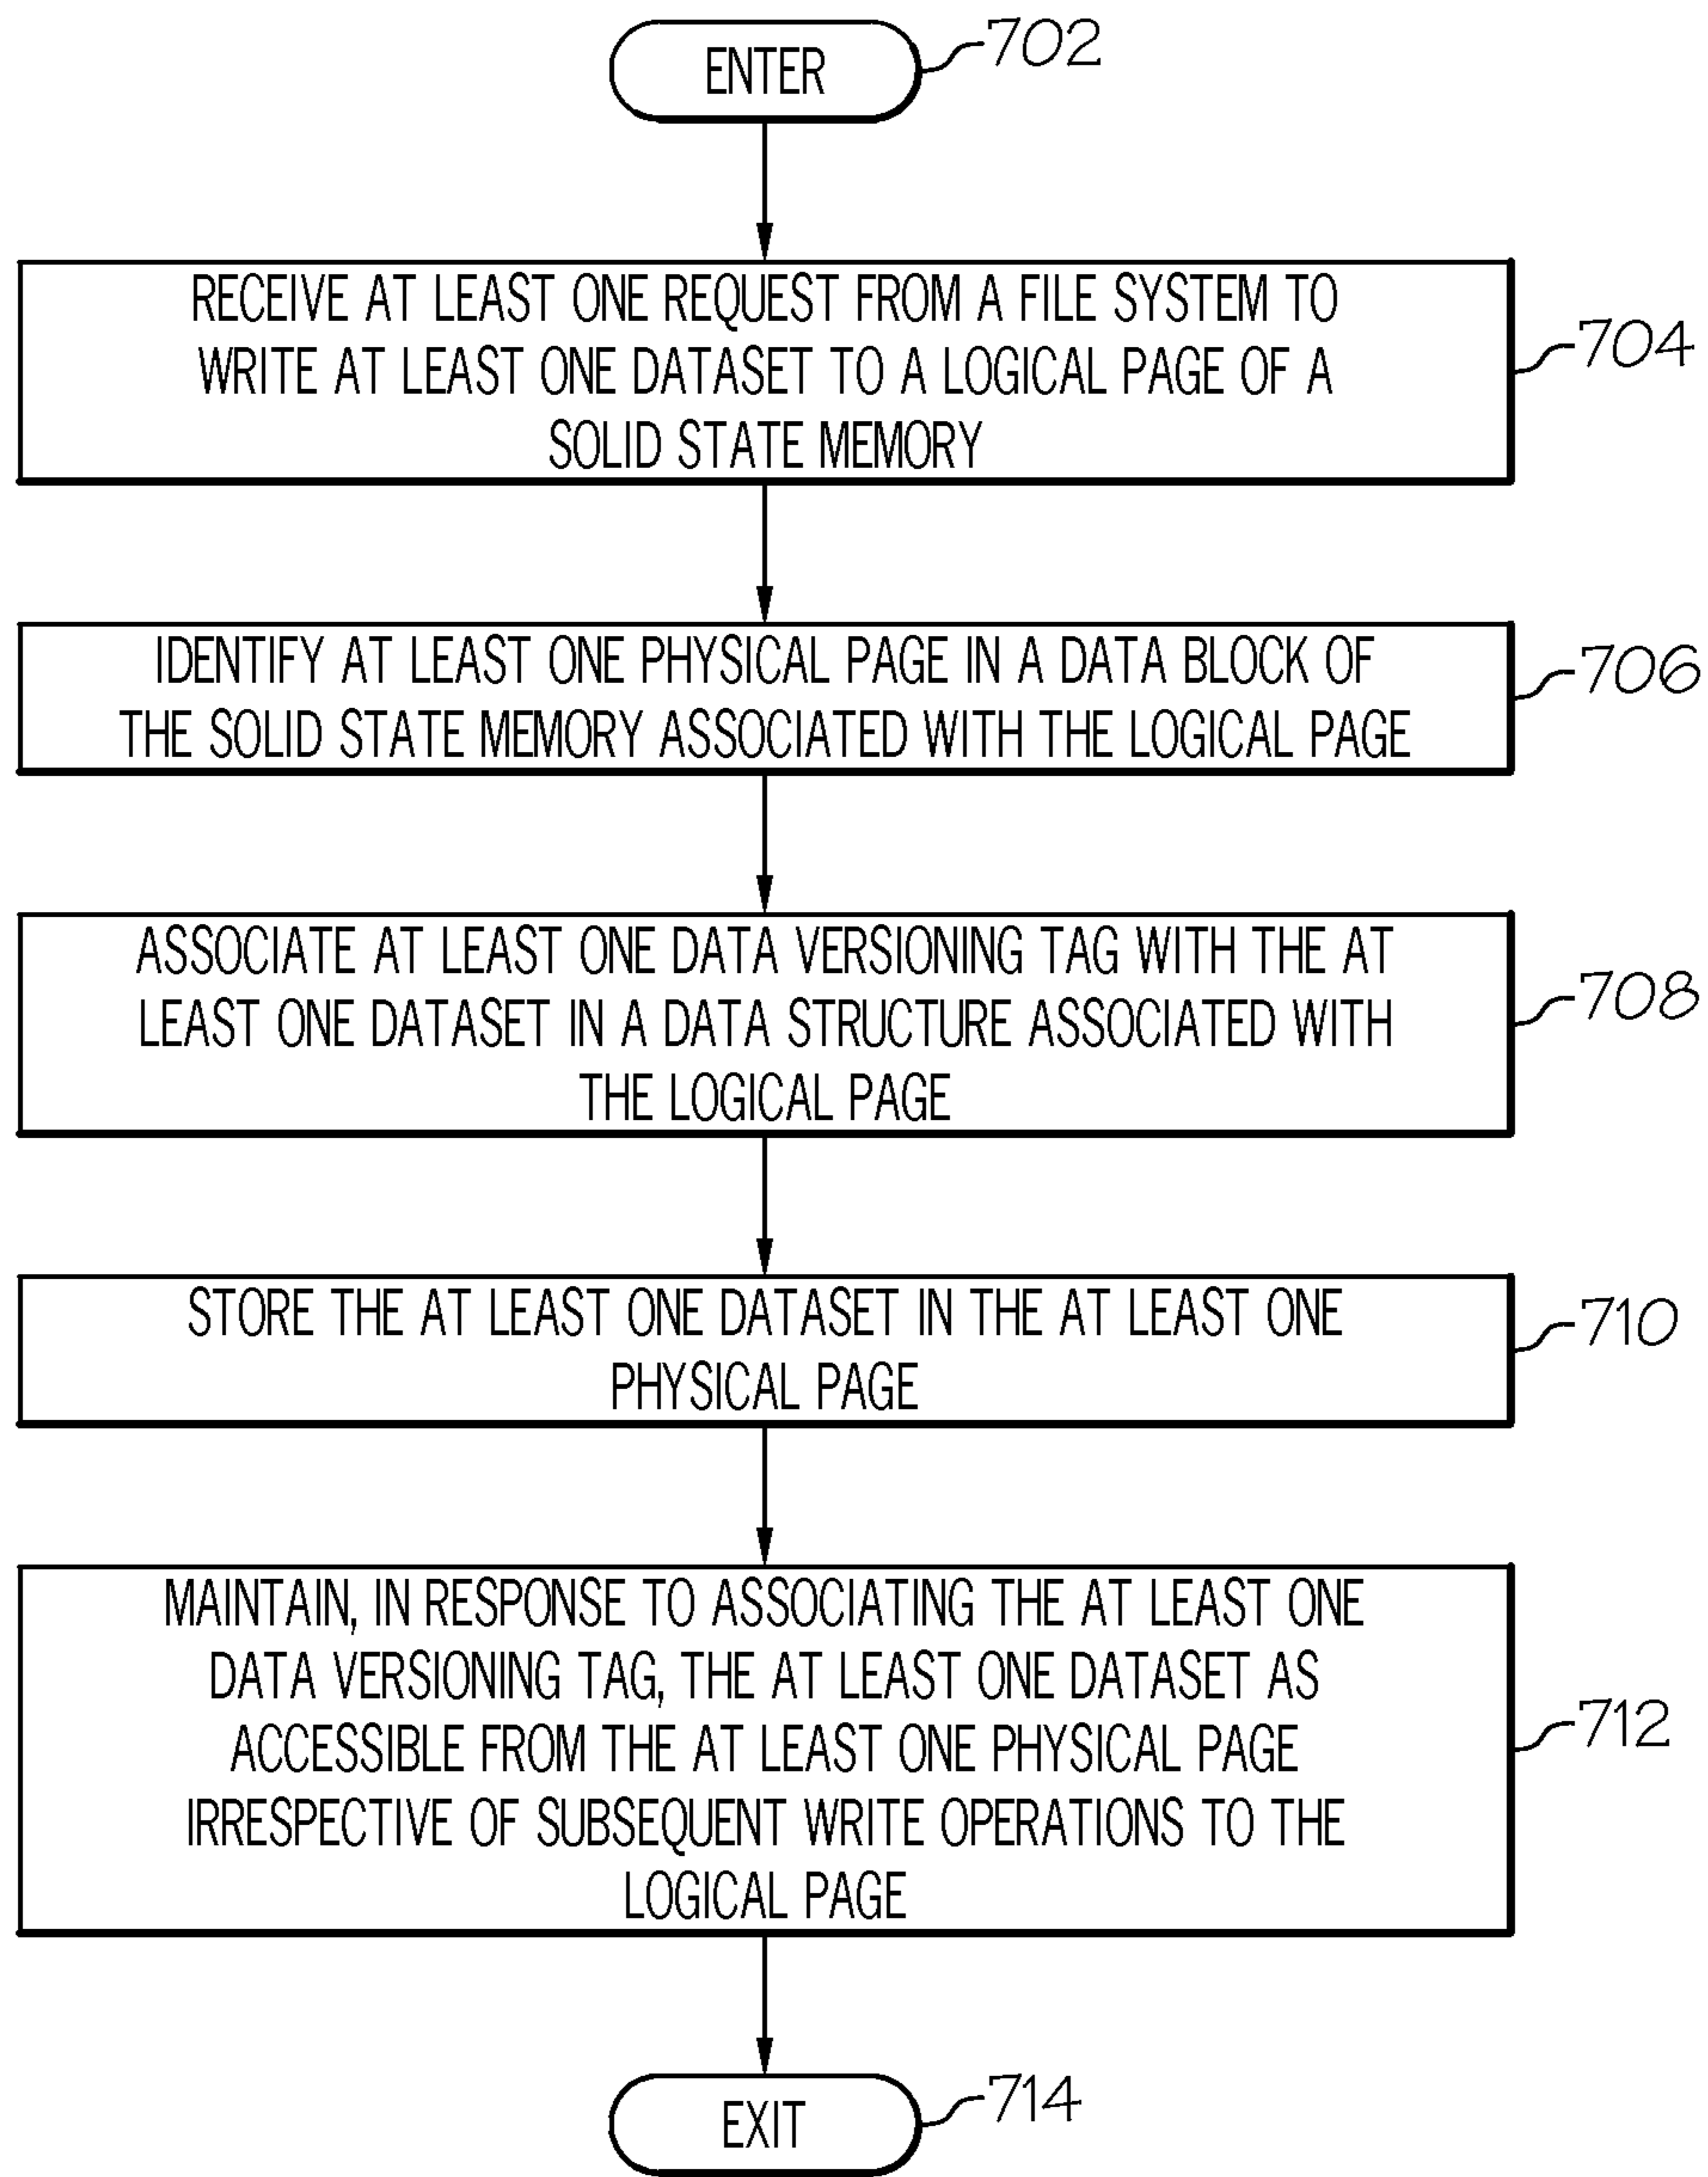 ENTER
702
RECEIVE AT LEAST ONE REQUEST FROM A FILE SYSTEM TO
WRITE AT LEAST ONE DATASET TO A LOGICAL PAGE OF A
SOLID STATE MEMORY
704
IDENTIFY AT LEAST ONE PHYSICAL PAGE IN A DATA BLOCK OF
THE SOLID STATE MEMORY ASSOCIATED WITH THE LOGICAL PAGE
706
ASSOCIATE AT LEAST ONE DATA VERSIONING TAG WITH THE AT
LEAST ONE DATASET IN A DATA STRUCTURE ASSOCIATED WITH
THE LOGICAL PAGE
708
STORE THE AT LEAST ONE DATASET IN THE AT LEAST ONE
PHYSICAL PAGE
710
MAINTAIN, IN RESPONSE TO ASSOCIATING THE AT LEAST ONE
DATA VERSIONING TAG, THE AT LEAST ONE DATASET AS
ACCESSIBLE FROM THE AT LEAST ONE PHYSICAL PAGE
IRRESPECTIVE OF SUBSEQUENT WRITE OPERATIONS TO THE
LOGICAL PAGE
712
EXIT
714